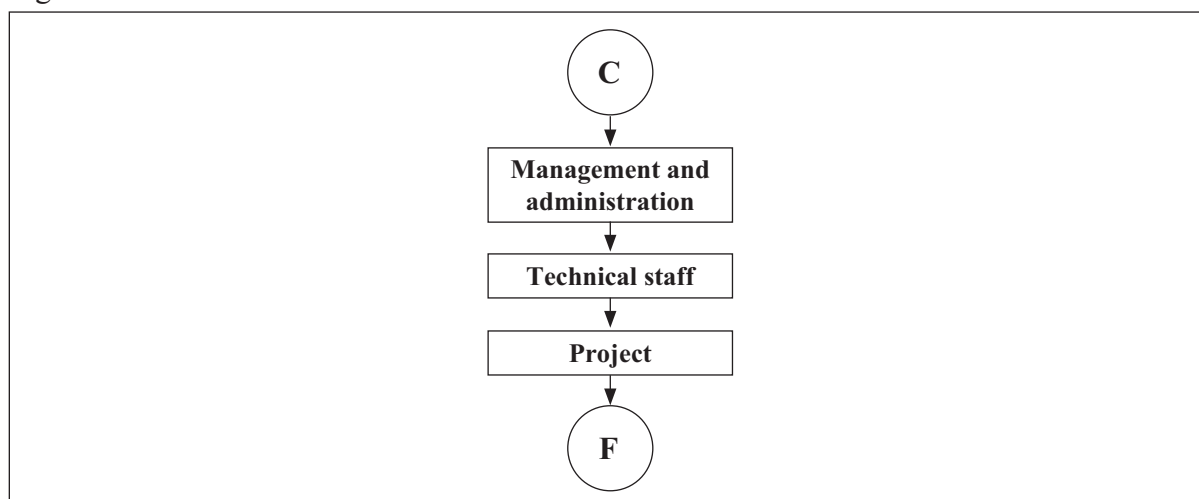 C
Management and
administration
Technical staff
Project
F